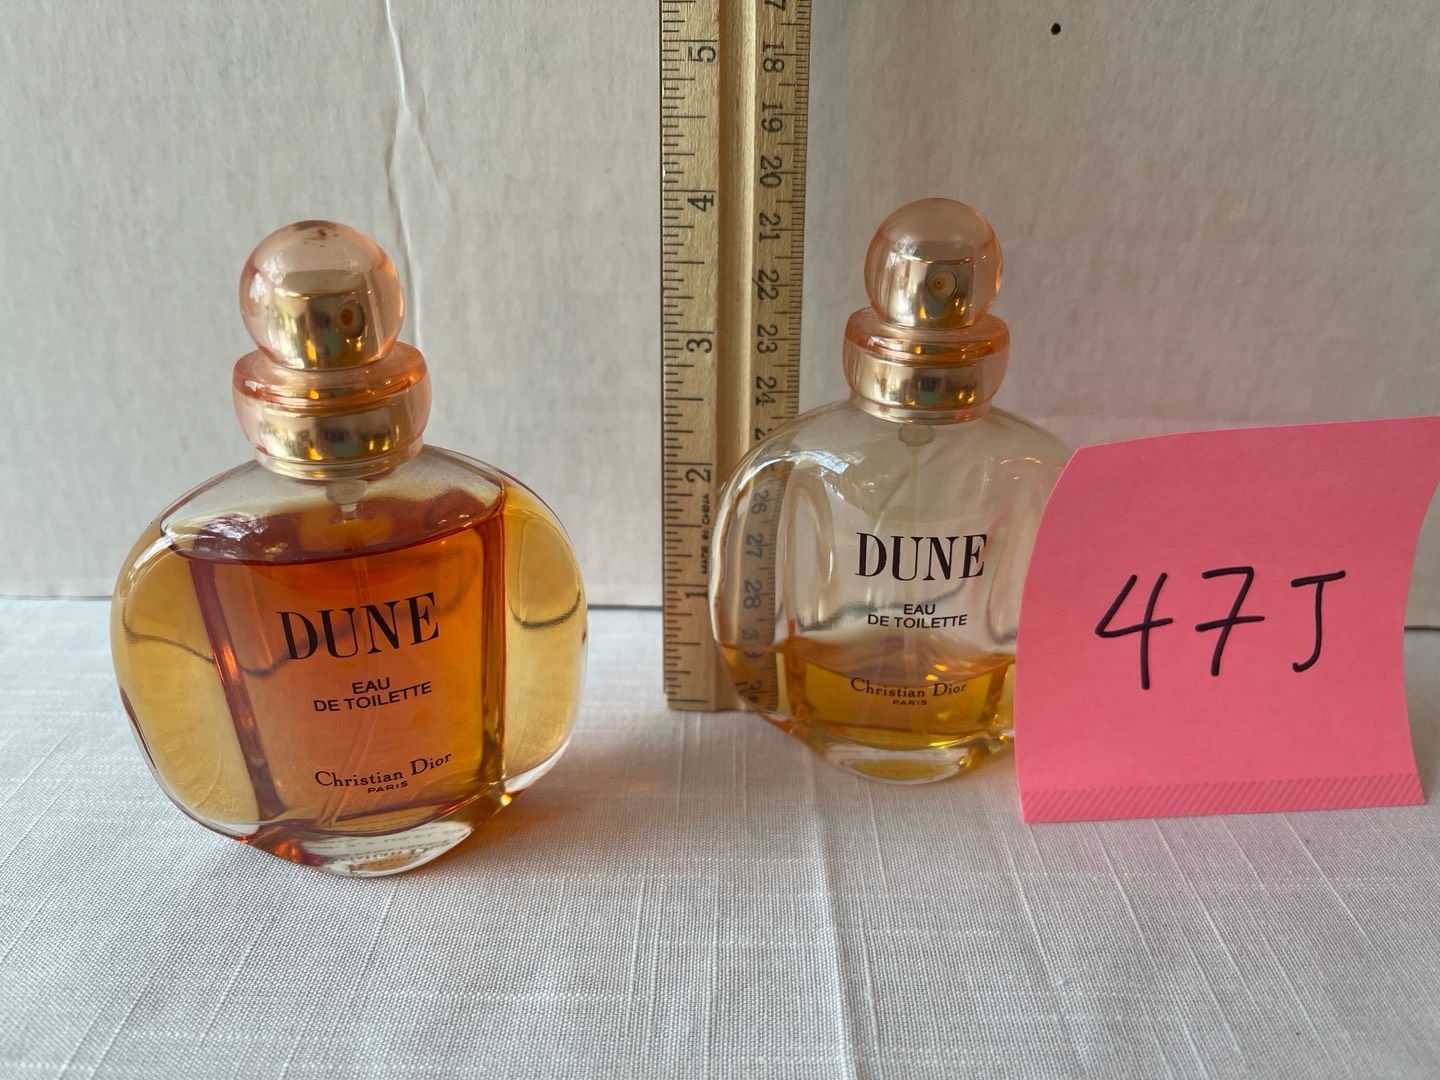 DUNE
EAU
DE TOILETTE
Christian Dior
PARIS
5
4
3
2
1
MADE IN CHINA
17
18
19
20
21
22
23
24
26
27
28
DUNE
EAU
DE TOILETTE
Christian Dior
PARIS
47J